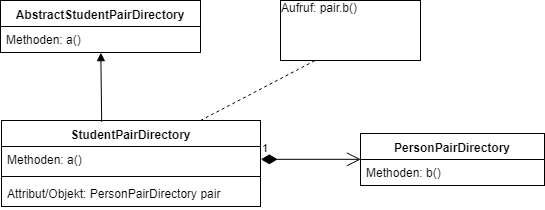 AbstractStudentPairDirectory
Methoden: a()
Aufruf: pair.b()
StudentPairDirectory
Methoden: a()
Attribut/Objekt: PersonPairDirectory pair
1
PersonPairDirectory
Methoden: b()